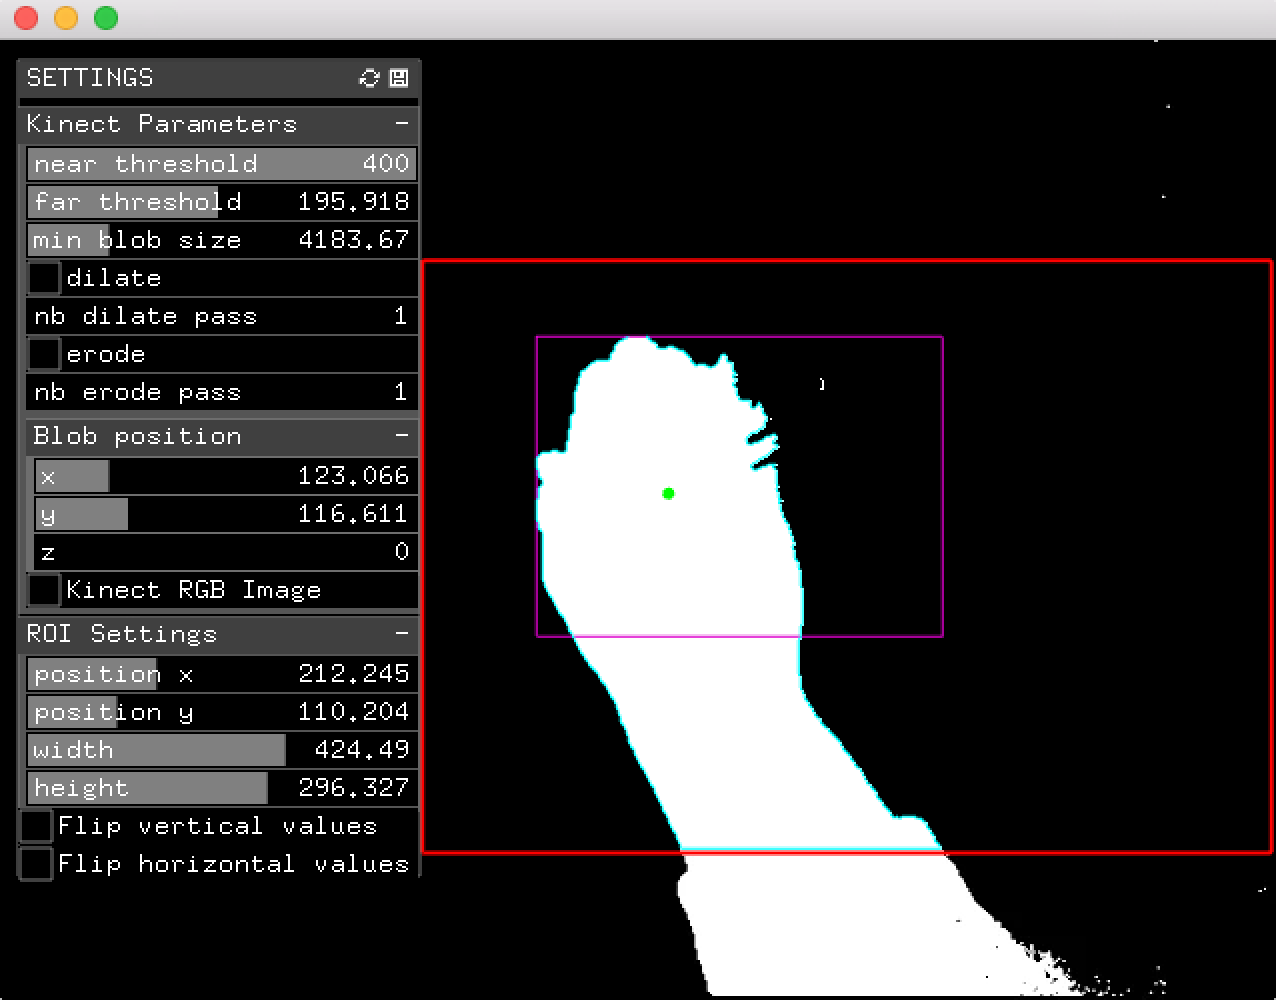 SETTINGS
Kinect Parameters -
near threshold 400
far threshold 195.918
min blob size 4183.67
dilate
nb dilate pass 1
erode
nb erode pass 1
Blob position -
x 123.066
y 116.611
z 0
Kinect RGB Image
ROI Settings -
position x 212.245
position y 110.204
width 424.49
height 296.327
Flip vertical values
Flip horizontal values